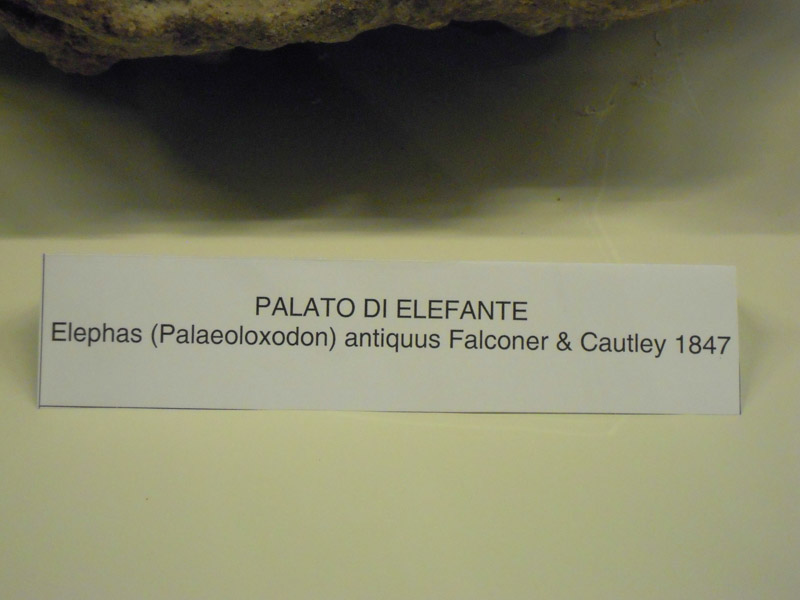 PALATO DI ELEFANTE
Elephas (Palaeoloxodon) antiquus Falconer & Cautley 1847